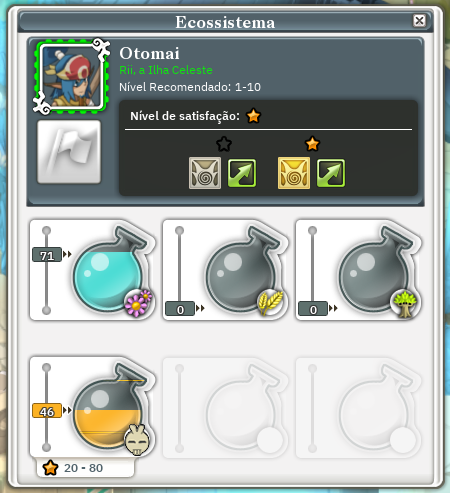 Ecossistema
Otomai
Rii, a Ilha Celeste
Nível Recomendado: 1-10
Nível de satisfação:
71
0
0
46
20 - 80